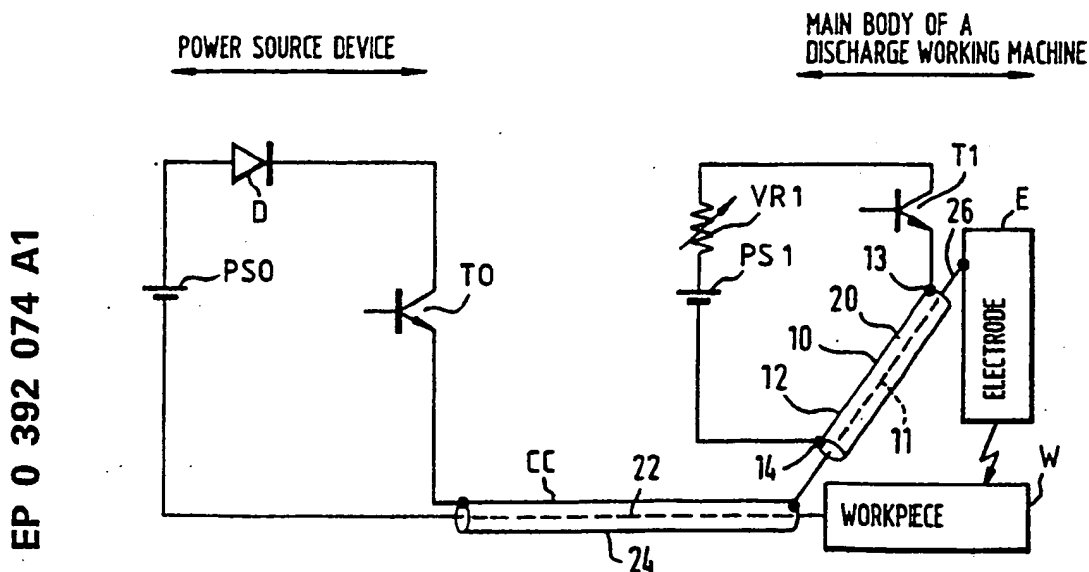 EP 0 392 074 A1
POWER SOURCE DEVICE
MAIN BODY OF A
DISCHARGE WORKING MACHINE
D
PS0
T0
VR1
PS1
T1
13
26
E
20
10
12
11
14
ELECTRODE
CC
22
24
W
WORKPIECE